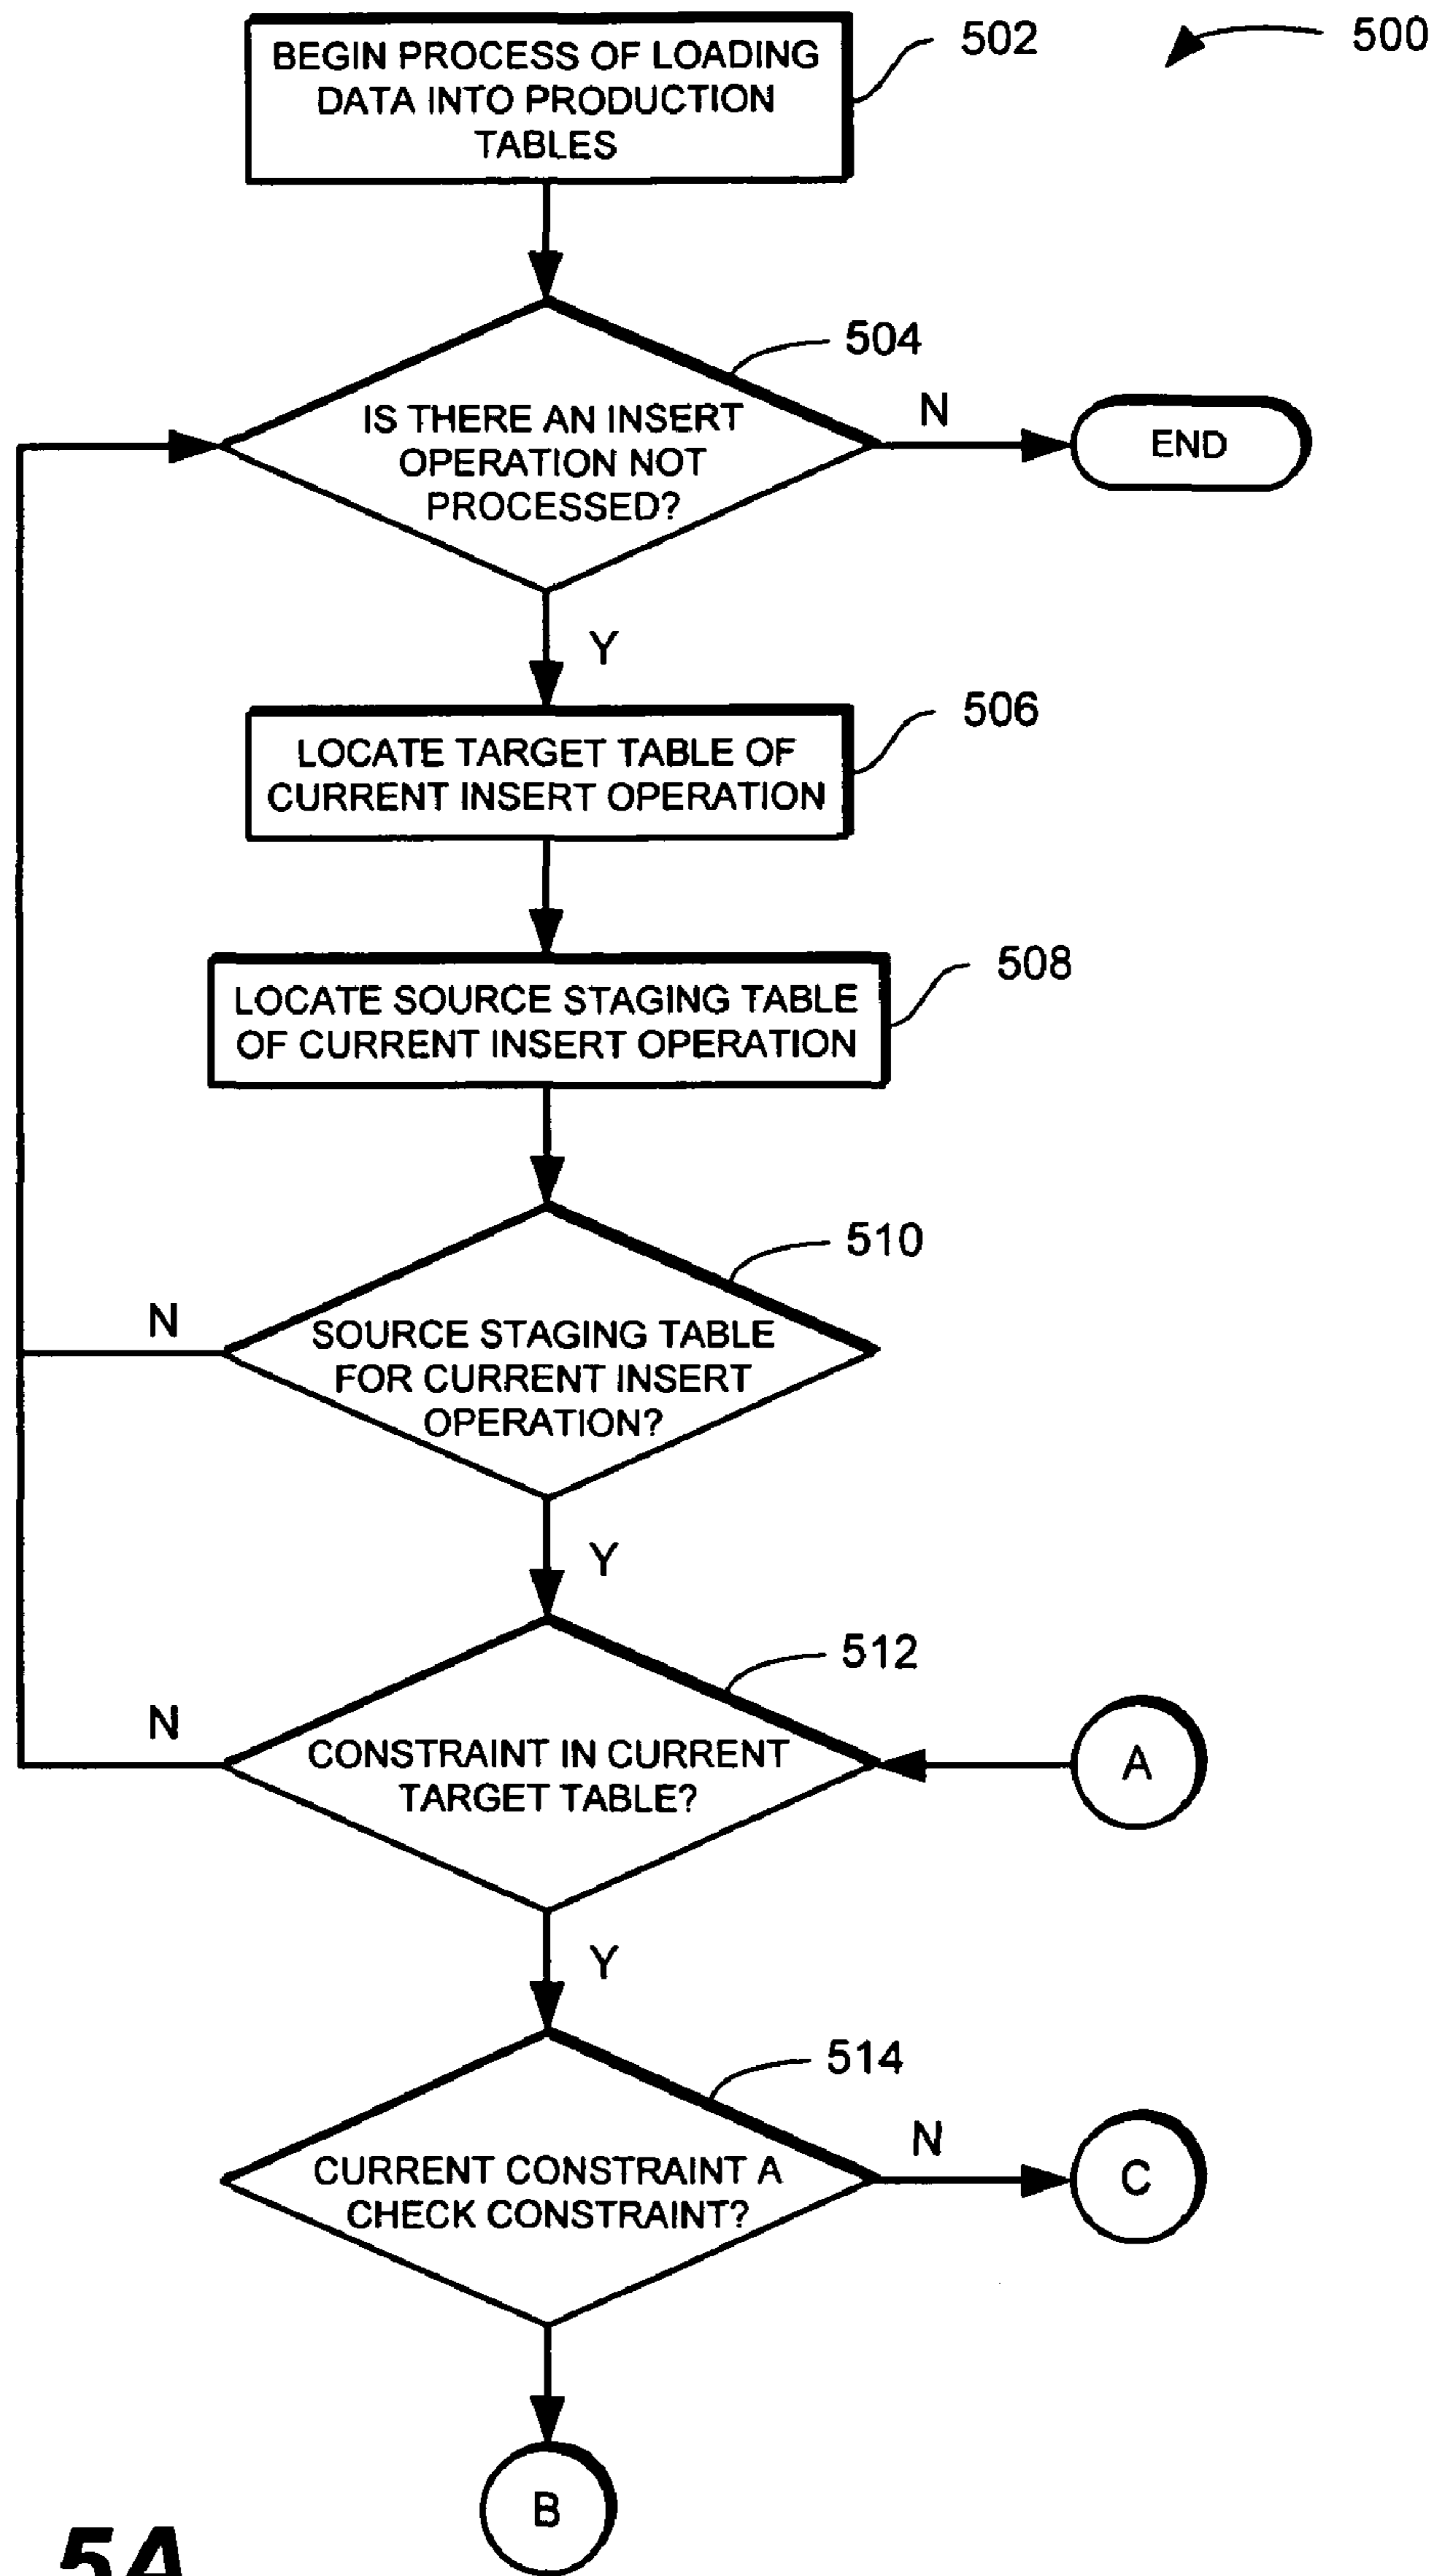 500
BEGIN PROCESS OF LOADING
DATA INTO PRODUCTION
TABLES
502
504
IS THERE AN INSERT
OPERATION NOT
PROCESSED?
N
END
Y
506
LOCATE TARGET TABLE OF
CURRENT INSERT OPERATION
508
LOCATE SOURCE STAGING TABLE
OF CURRENT INSERT OPERATION
510
N
SOURCE STAGING TABLE
FOR CURRENT INSERT
OPERATION?
Y
512
N
CONSTRAINT IN CURRENT
TARGET TABLE?
A
Y
514
CURRENT CONSTRAINT A
CHECK CONSTRAINT?
N
C
B
5A